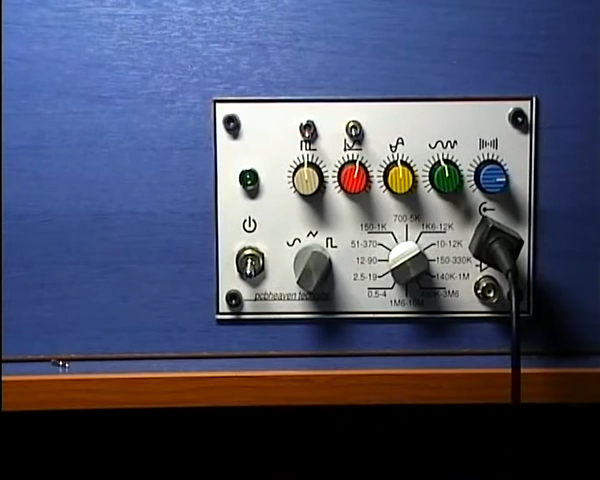 700-5K
150-1K 1K6-12K
51-370 10-12K
12-90 150-330K
2.5-19 140K-1M
0.5-4
1M6-10M
pcbheaven